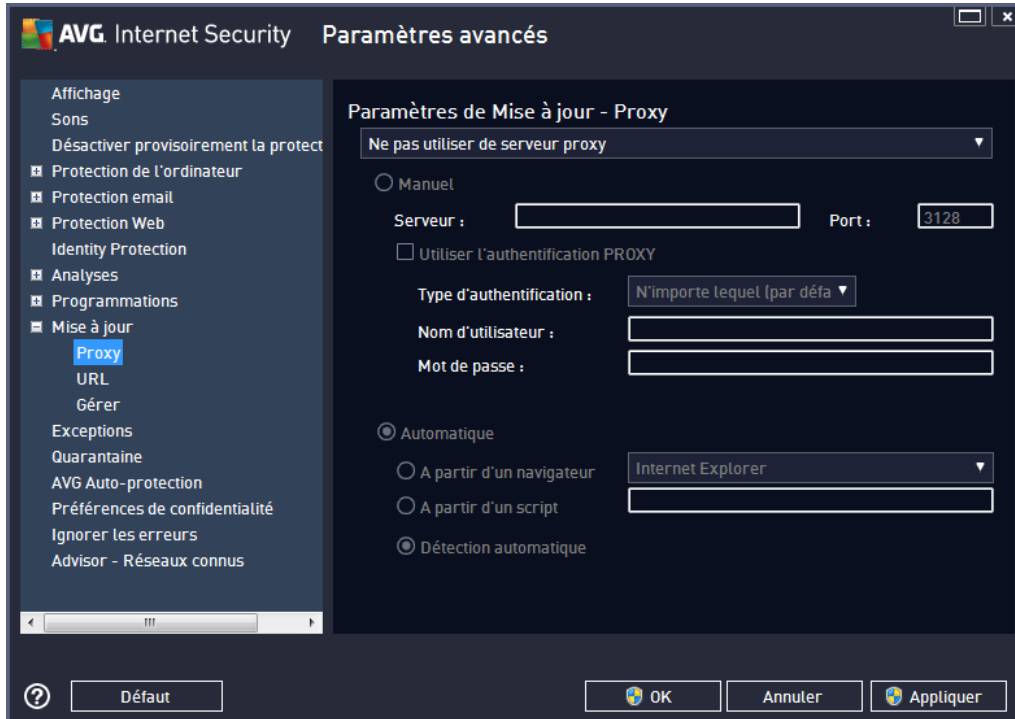 AVG. Internet Security Paramètres avancés
Affichage
Sons
Désactiver provisoirement la protect
Protection de l'ordinateur
Protection email
Protection Web
Identity Protection
Analyses
Programmations
Mise à jour
Proxy
URL
Gérer
Exceptions
Quarantaine
AVG Auto-protection
Préférences de confidentialité
Ignorer les erreurs
Advisor - Réseaux connus
Paramètres de Mise à jour - Proxy
Ne pas utiliser de serveur proxy
Manuel
Serveur : Port : 3128
Utiliser l'authentification PROXY
Type d'authentification : N'importe lequel (par défa
Nom d'utilisateur :
Mot de passe :
Automatique
A partir d'un navigateur Internet Explorer
A partir d'un script
Détection automatique
? Défaut OK Annuler Appliquer